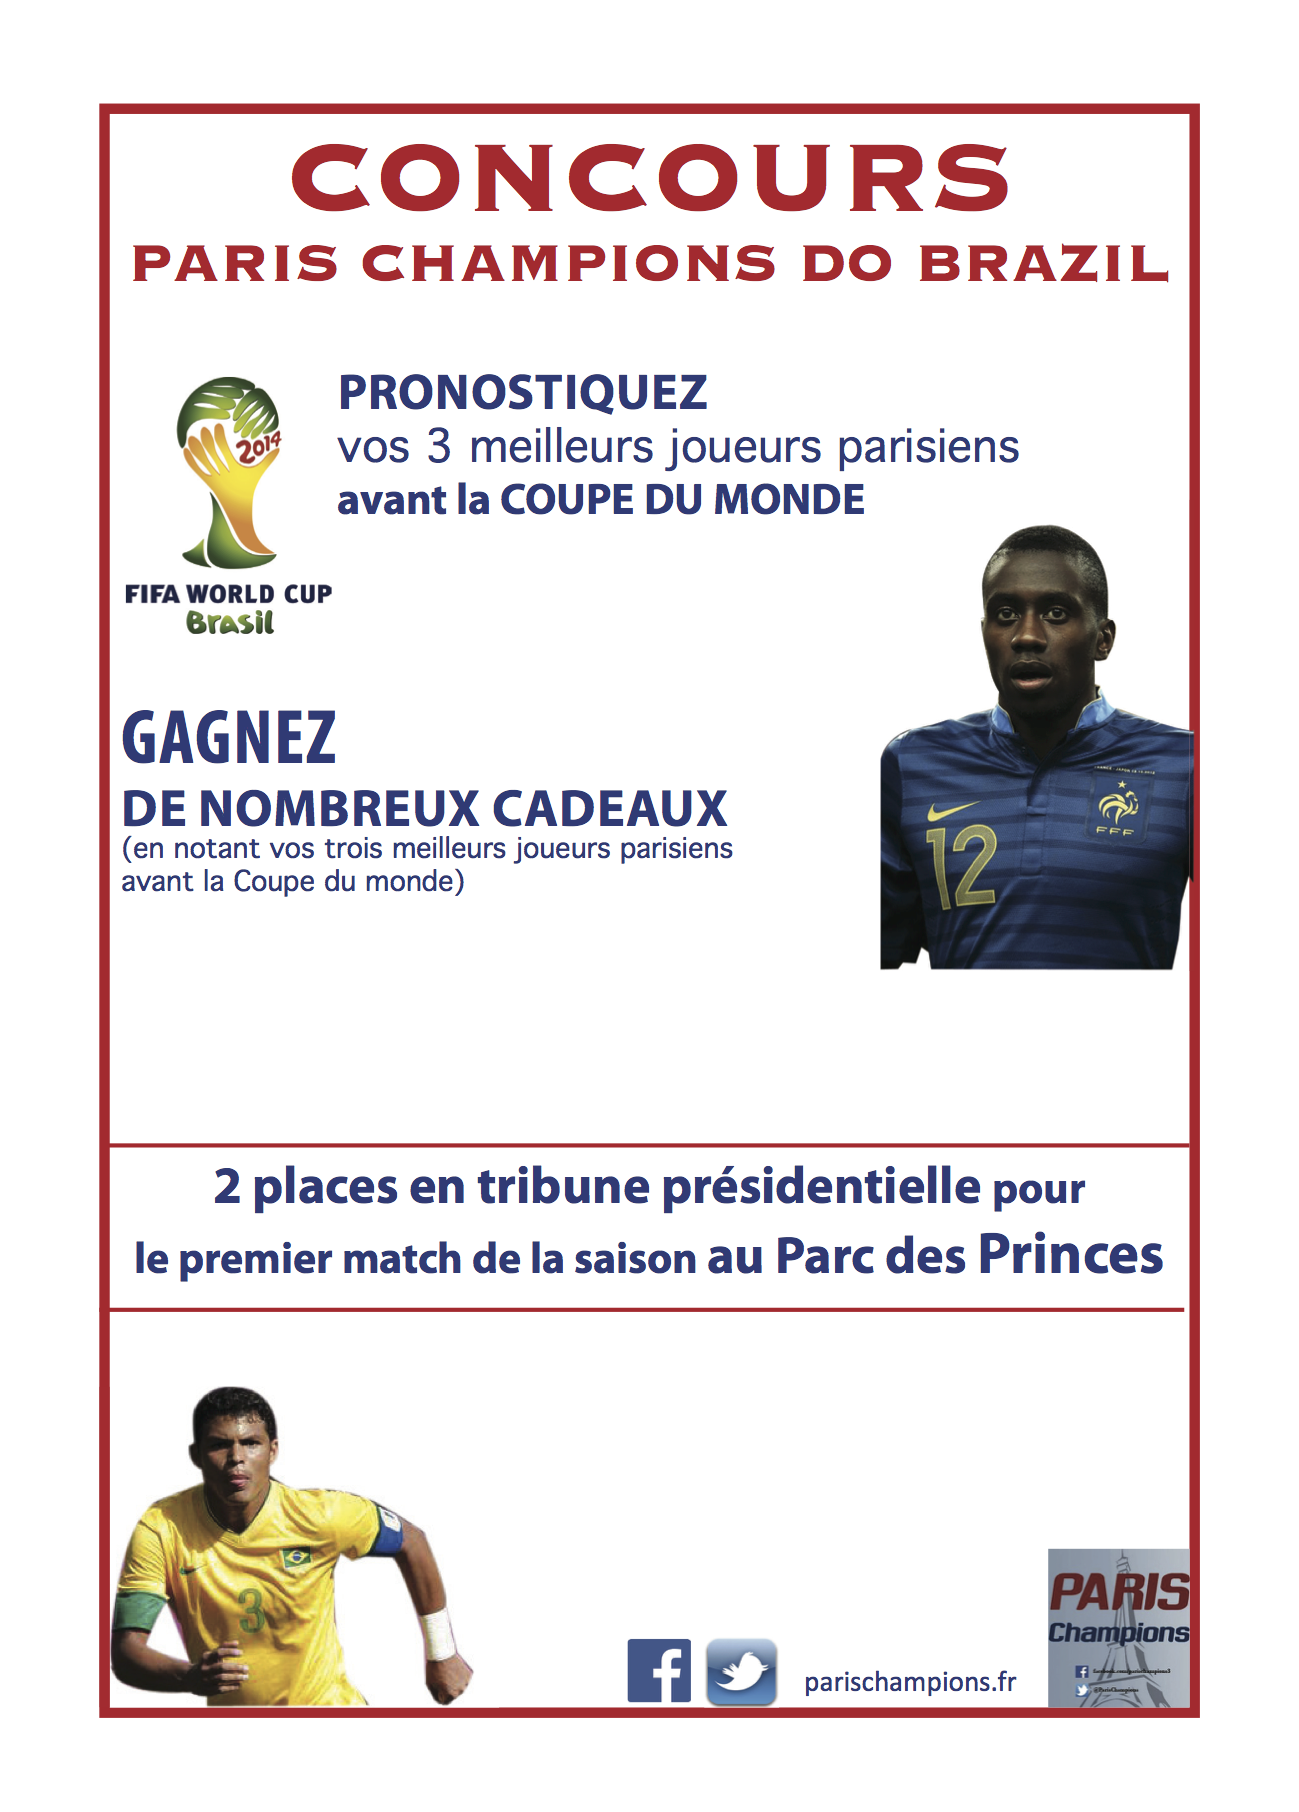 CONCOURS
PARIS CHAMPIONS DO BRAZIL
PRONOSTIQUEZ
vos 3 meilleurs joueurs parisiens
avant la COUPE DU MONDE
2014
FIFA WORLD CUP
Brasil
GAGNEZ
DE NOMBREUX CADEAUX
(en notant vos trois meilleurs joueurs parisiens
avant la Coupe du monde)
12
FFF
2 places en tribune présidentielle pour
le premier match de la saison au Parc des Princes
3
parischampions.fr
PARIS
Champions
@ParisChampions